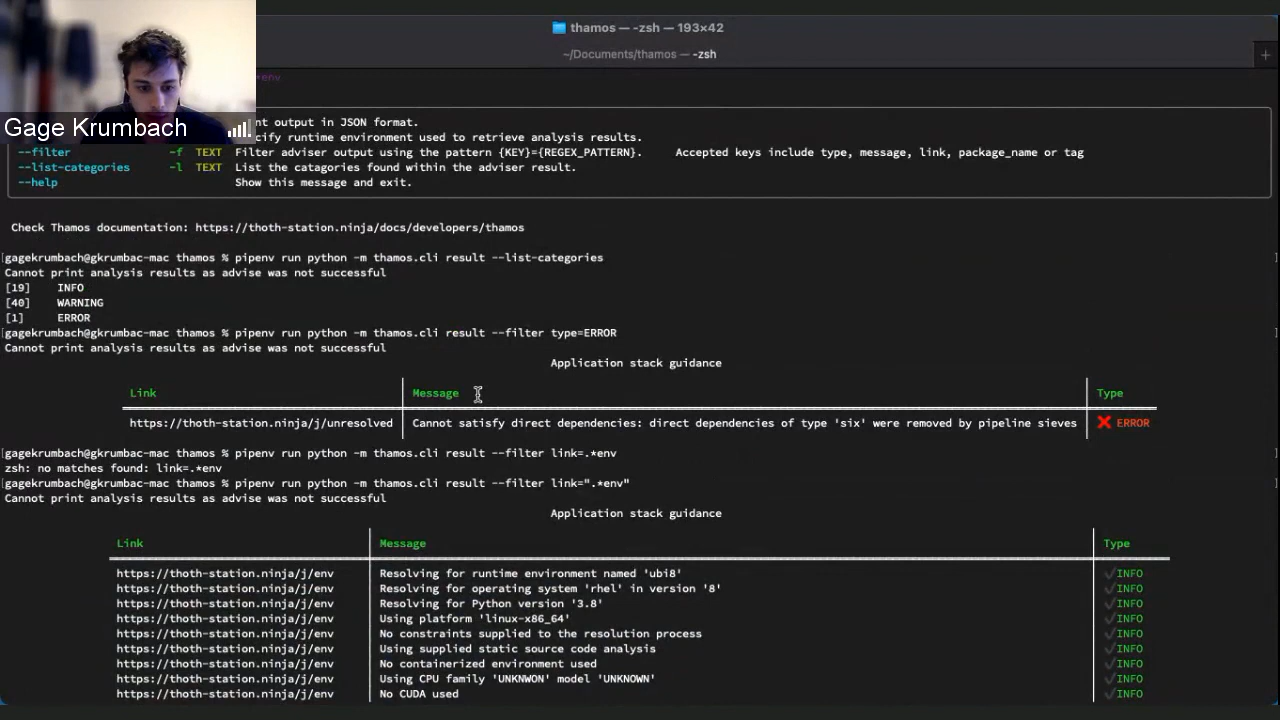 thamos — -zsh — 193×42
~/Documents/thamos — -zsh
env
Gage Krumbach
nt output in JSON format.
cify runtime environment used to retrieve analysis results.
--filter -f TEXT Filter adviser output using the pattern {KEY}={REGEX_PATTERN}. Accepted keys include type, message, link, package_name or tag
--list-categories -l TEXT List the catagories found within the adviser result.
--help Show this message and exit.
Check Thamos documentation: https://thoth-station.ninja/docs/developers/thamos
[gagekrumbach@gkrumbac-mac thamos % pipenv run python -m thamos.cli result --list-categories ]
Cannot print analysis results as advise was not successful
[19] INFO
[40] WARNING
[1] ERROR
[gagekrumbach@gkrumbac-mac thamos % pipenv run python -m thamos.cli result --filter type=ERROR ]
Cannot print analysis results as advise was not successful
Application stack guidance
Link Message Type
https://thoth-station.ninja/j/unresolved Cannot satisfy direct dependencies: direct dependencies of type 'six' were removed by pipeline sieves ❌ ERROR
[gagekrumbach@gkrumbac-mac thamos % pipenv run python -m thamos.cli result --filter link=.*env ]
zsh: no matches found: link=.*env
[gagekrumbach@gkrumbac-mac thamos % pipenv run python -m thamos.cli result --filter link=".*env" ]
Cannot print analysis results as advise was not successful
Application stack guidance
Link Message Type
https://thoth-station.ninja/j/env Resolving for runtime environment named 'ubi8' ✓INFO
https://thoth-station.ninja/j/env Resolving for operating system 'rhel' in version '8' ✓INFO
https://thoth-station.ninja/j/env Resolving for Python version '3.8' ✓INFO
https://thoth-station.ninja/j/env Using platform 'linux-x86_64' ✓INFO
https://thoth-station.ninja/j/env No constraints supplied to the resolution process ✓INFO
https://thoth-station.ninja/j/env Using supplied static source code analysis ✓INFO
https://thoth-station.ninja/j/env No containerized environment used ✓INFO
https://thoth-station.ninja/j/env Using CPU family 'UNKNWON' model 'UNKNOWN' ✓INFO
https://thoth-station.ninja/j/env No CUDA used ✓INFO